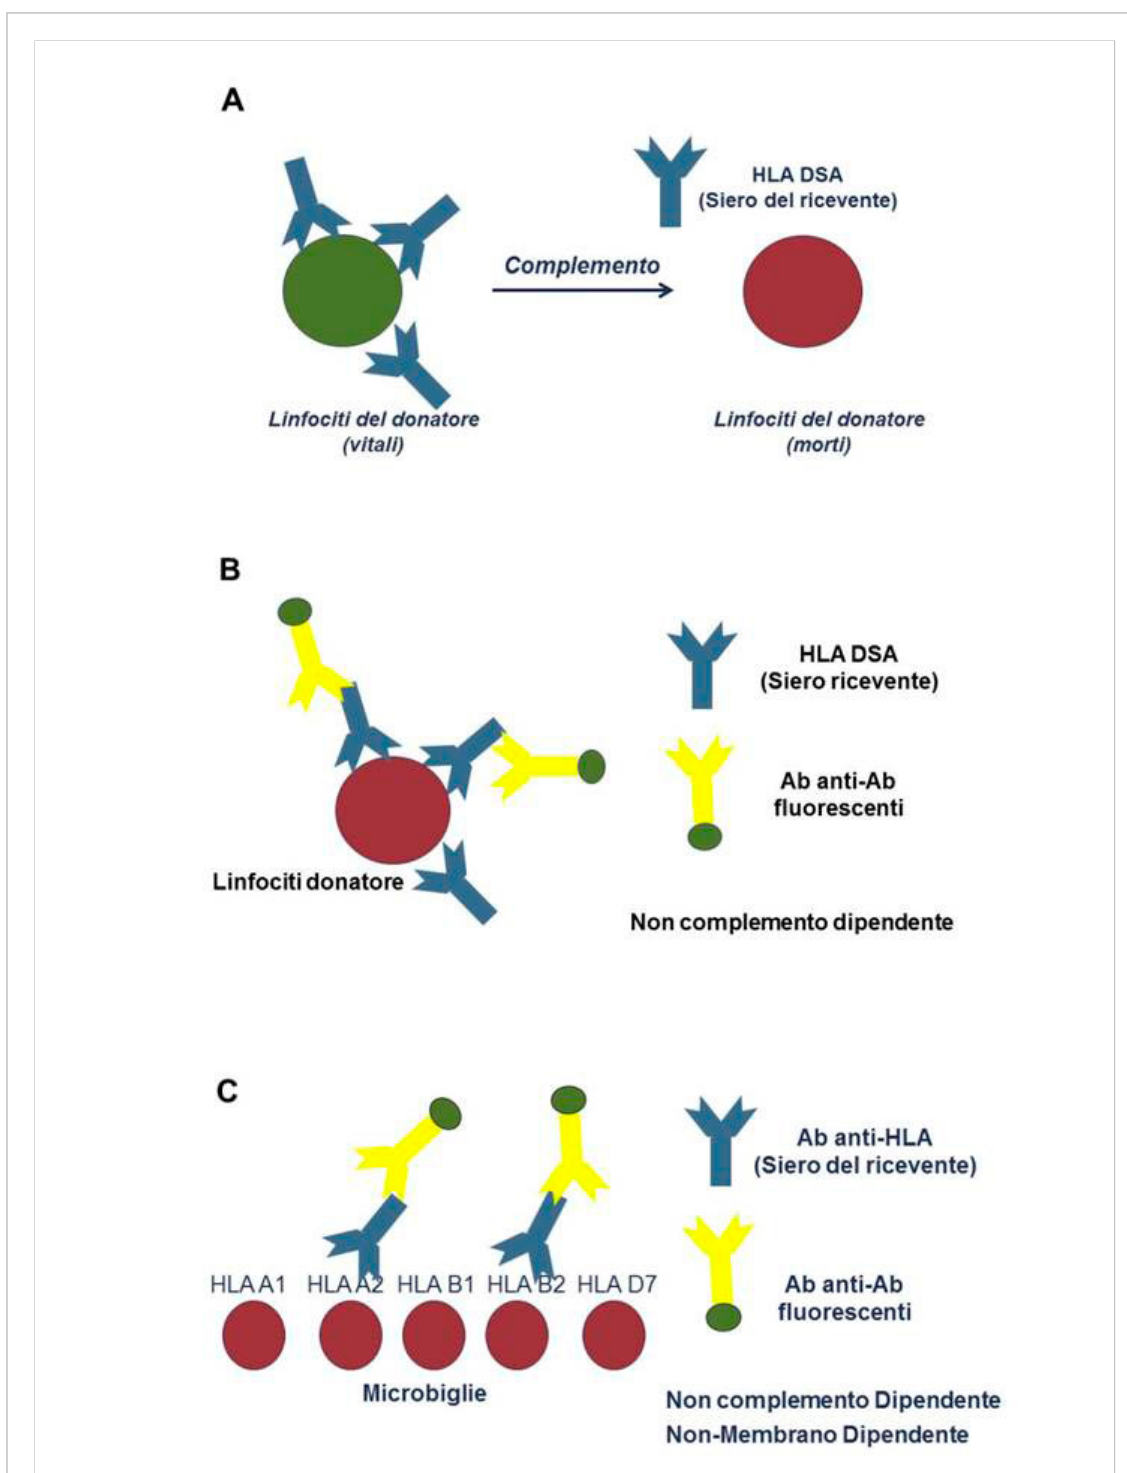 A
HLA DSA
(Siero del ricevente)
Complemento
Linfociti del donatore
(vitali)
Linfociti del donatore
(morti)
B
HLA DSA
(Siero ricevente)
Ab anti-Ab
fluorescenti
Linfociti donatore
Non complemento dipendente
C
Ab anti-HLA
(Siero del ricevente)
HLA A1 HLA A2 HLA B1 HLA B2 HLA D7
Ab anti-Ab
fluorescenti
Microbiglie
Non complemento Dipendente
Non-Membrano Dipendente